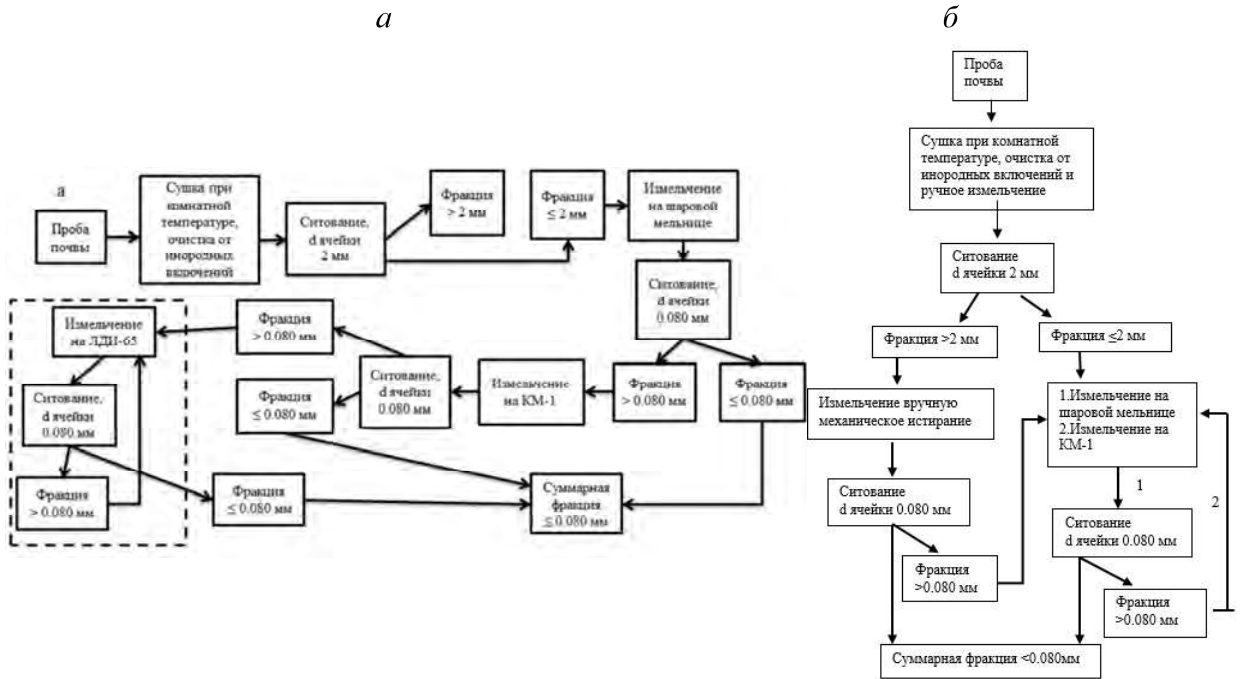 а
б
а
Проба
почвы
Сушка при
комнатной
температуре,
очистка от
инородных
включений
Ситование,
d ячейки
2 мм
Фракция
> 2 мм
Фракция
≤ 2 мм
Измельчение
на шаровой
мельнице
Ситование,
d ячейки
0.080 мм
Фракция
> 0.080 мм
Фракция
≤ 0.080 мм
Измельчение
на КМ-1
Ситование,
d ячейки
0.080 мм
Фракция
> 0.080 мм
Фракция
≤ 0.080 мм
Измельчение
на ЛДИ-65
Ситование,
d ячейки
0.080 мм
Фракция
> 0.080 мм
Фракция
≤ 0.080 мм
Суммарная
фракция
≤ 0.080 мм
Проба
почвы
Сушка при комнатной
температуре, очистка от
инородных включений и
ручное измельчение
Ситование
d ячейки 2 мм
Фракция >2 мм
Фракция ≤2 мм
Измельчение вручную
механическое истирание
1.Измельчение на
шаровой мельнице
2.Измельчение на
КМ-1
1
2
Ситование
d ячейки 0.080 мм
Ситование
d ячейки 0.080 мм
Фракция
>0.080 мм
Фракция
>0.080 мм
Суммарная фракция <0.080мм